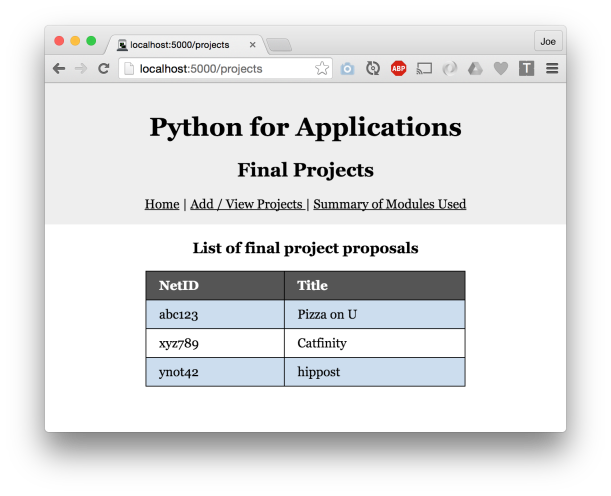 localhost:5000/projects ×
Joe
localhost:5000/projects
ABP
T
Python for Applications
Final Projects
Home | Add / View Projects | Summary of Modules Used
List of final project proposals
NetID Title
abc123 Pizza on U
xyz789 Catfinity
ynot42 hippost